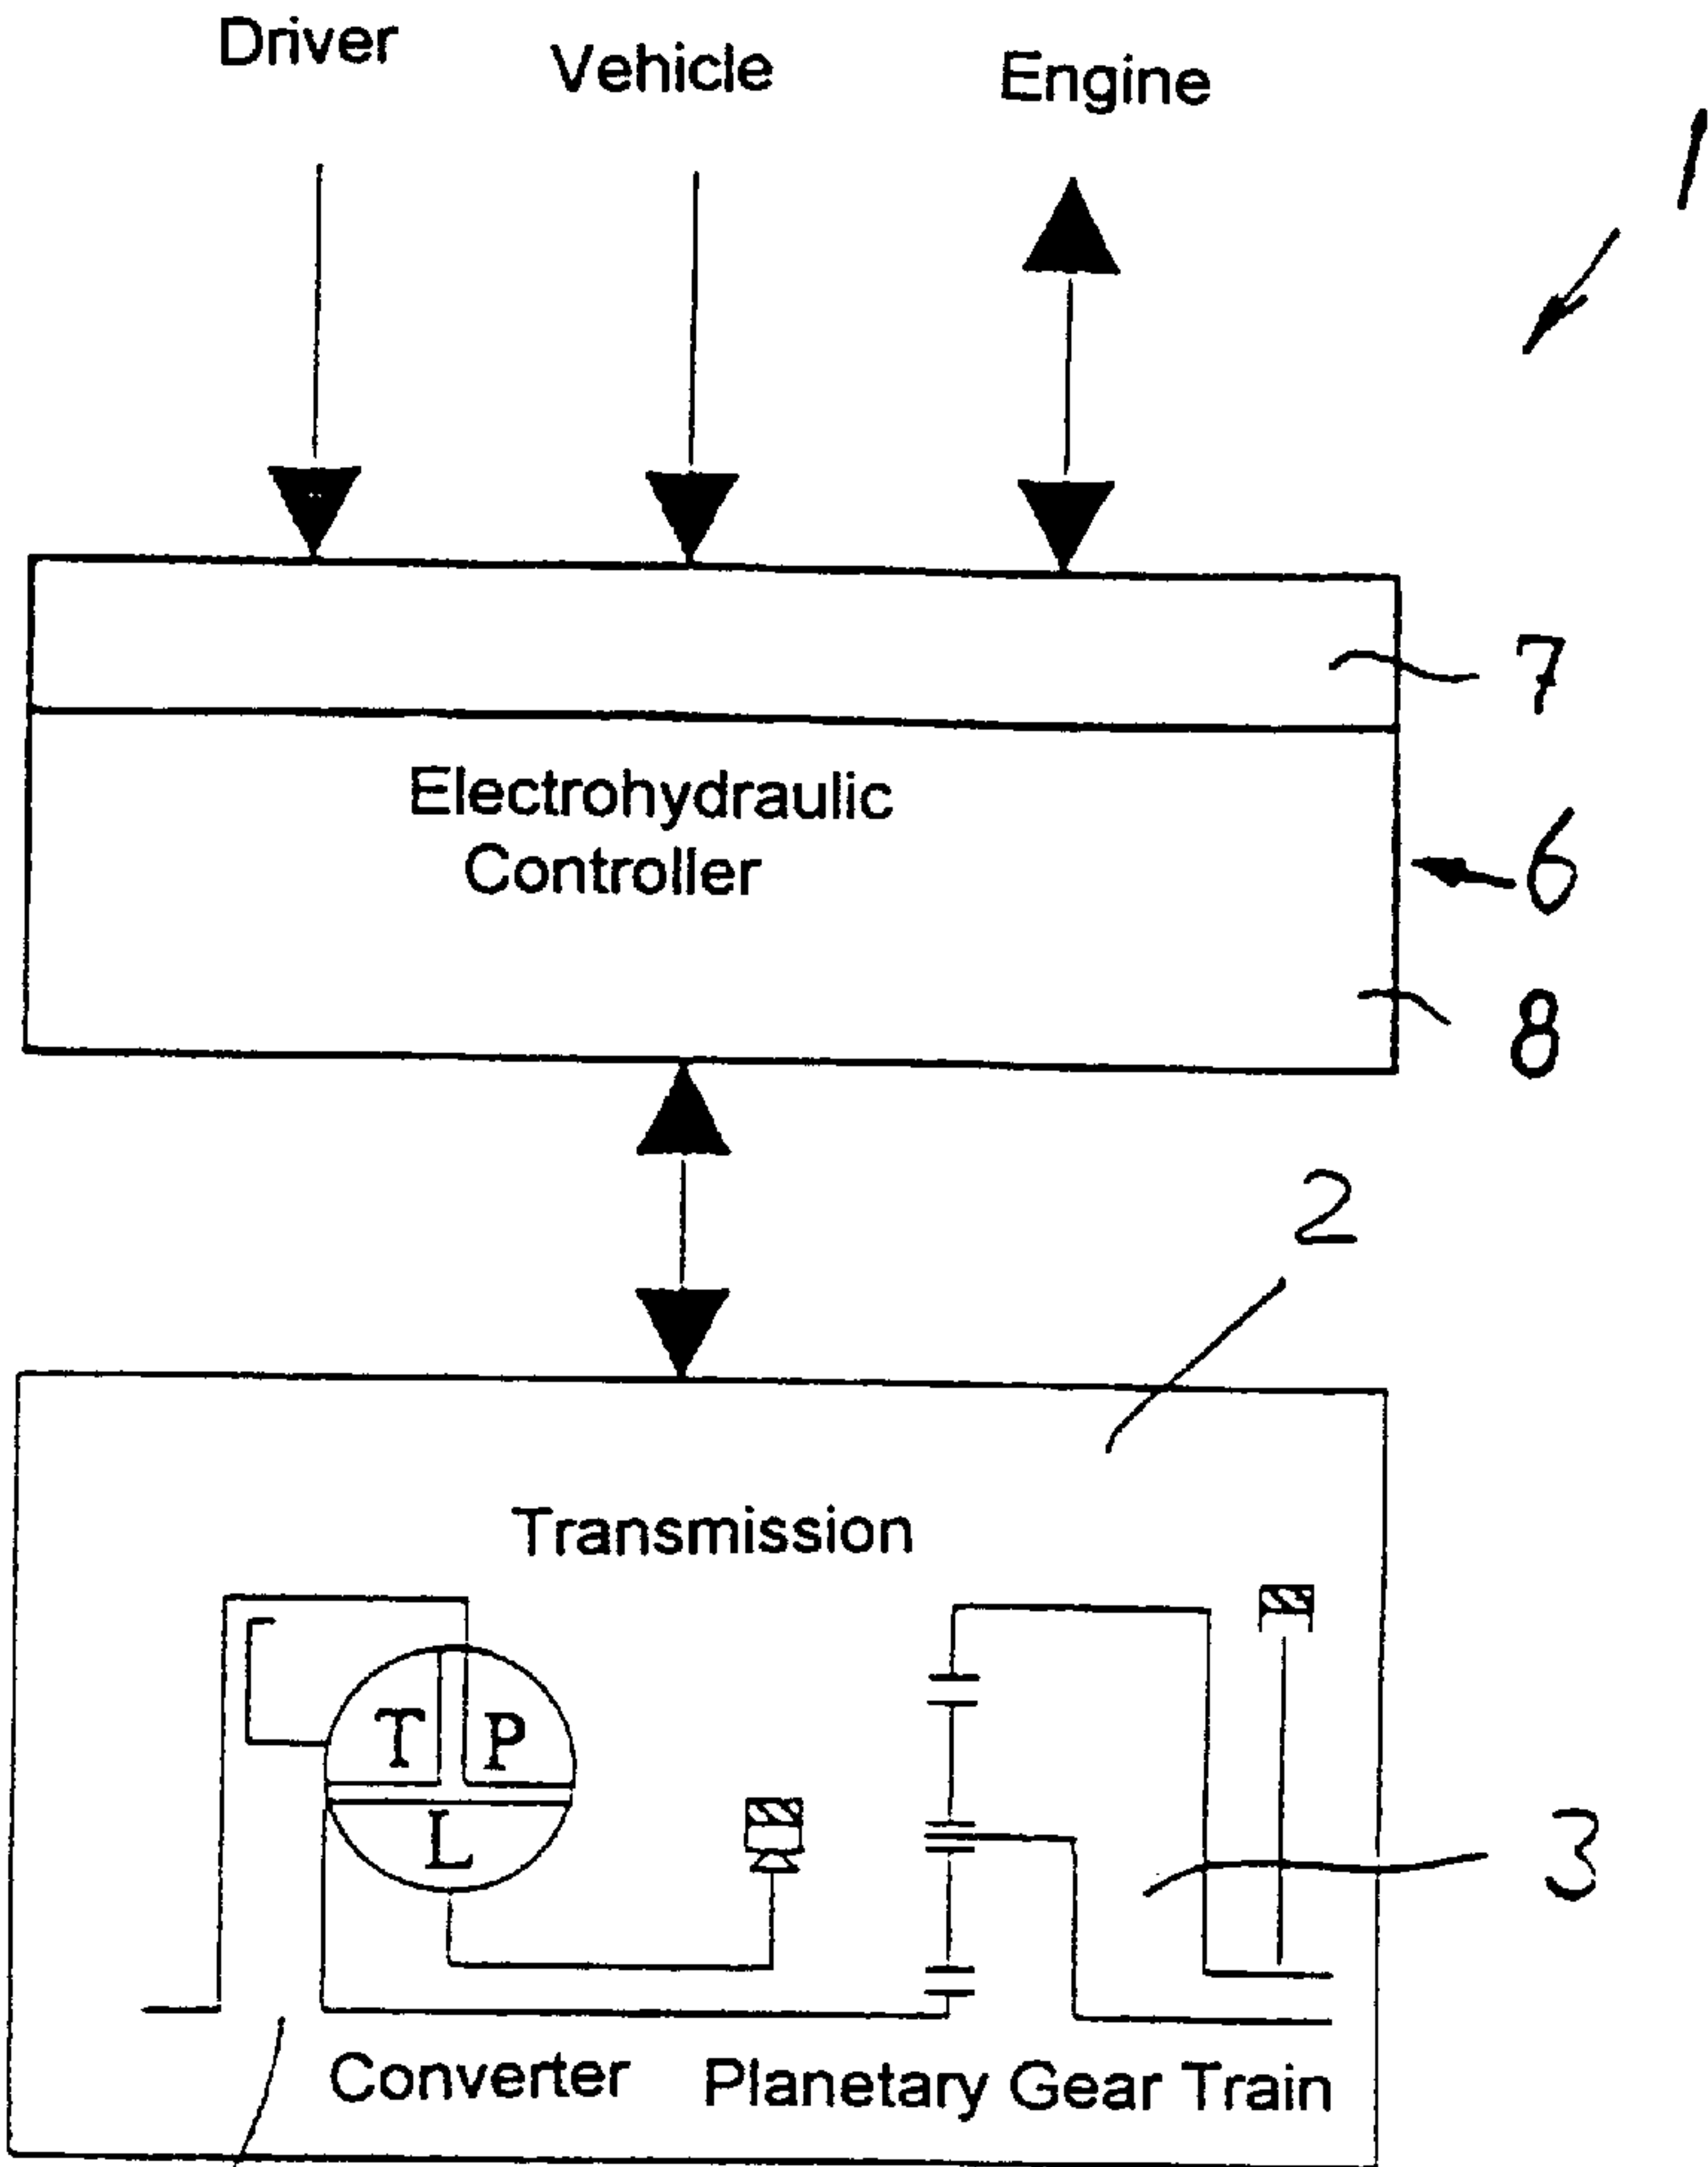 Driver
Vehicle
Engine
1
7
Electrohydraulic
Controller
6
8
2
Transmission
T P
L
3
Converter
Planetary Gear Train